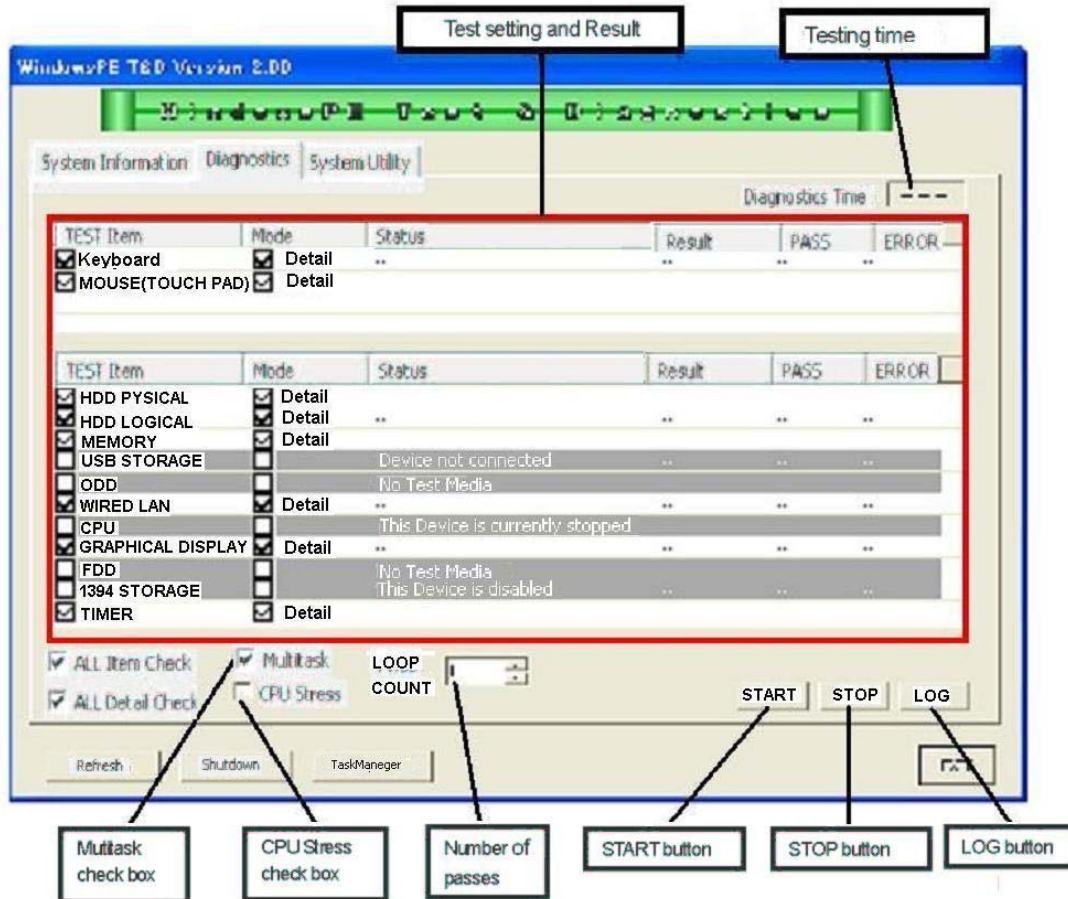 Test setting and Result
Testing time
WindowsPE T&D Version 2.00
System Information Diagnostics System Utility
Diagnostics Time ---
TEST Item Mode Status Result PASS ERROR
Keyboard Detail .. .. .. ..
MOUSE(TOUCH PAD) Detail
TEST Item Mode Status Result PASS ERROR
HDD PYSICAL Detail
HDD LOGICAL Detail .. .. .. ..
MEMORY Detail
USB STORAGE Device not connected .. .. ..
ODD No Test Media
WIRED LAN Detail .. .. .. ..
CPU This Device is currently stopped
GRAPHICAL DISPLAY Detail .. .. .. ..
FDD No Test Media
1394 STORAGE This Device is disabled .. .. ..
TIMER Detail
ALL Item Check Multitask LOOP COUNT
ALL Detail Check CPU Stress
START STOP LOG
Refresh Shutdown TaskManeger
Mutitask check box
CPU Stress check box
Number of passes
START button
STOP button
LOG button